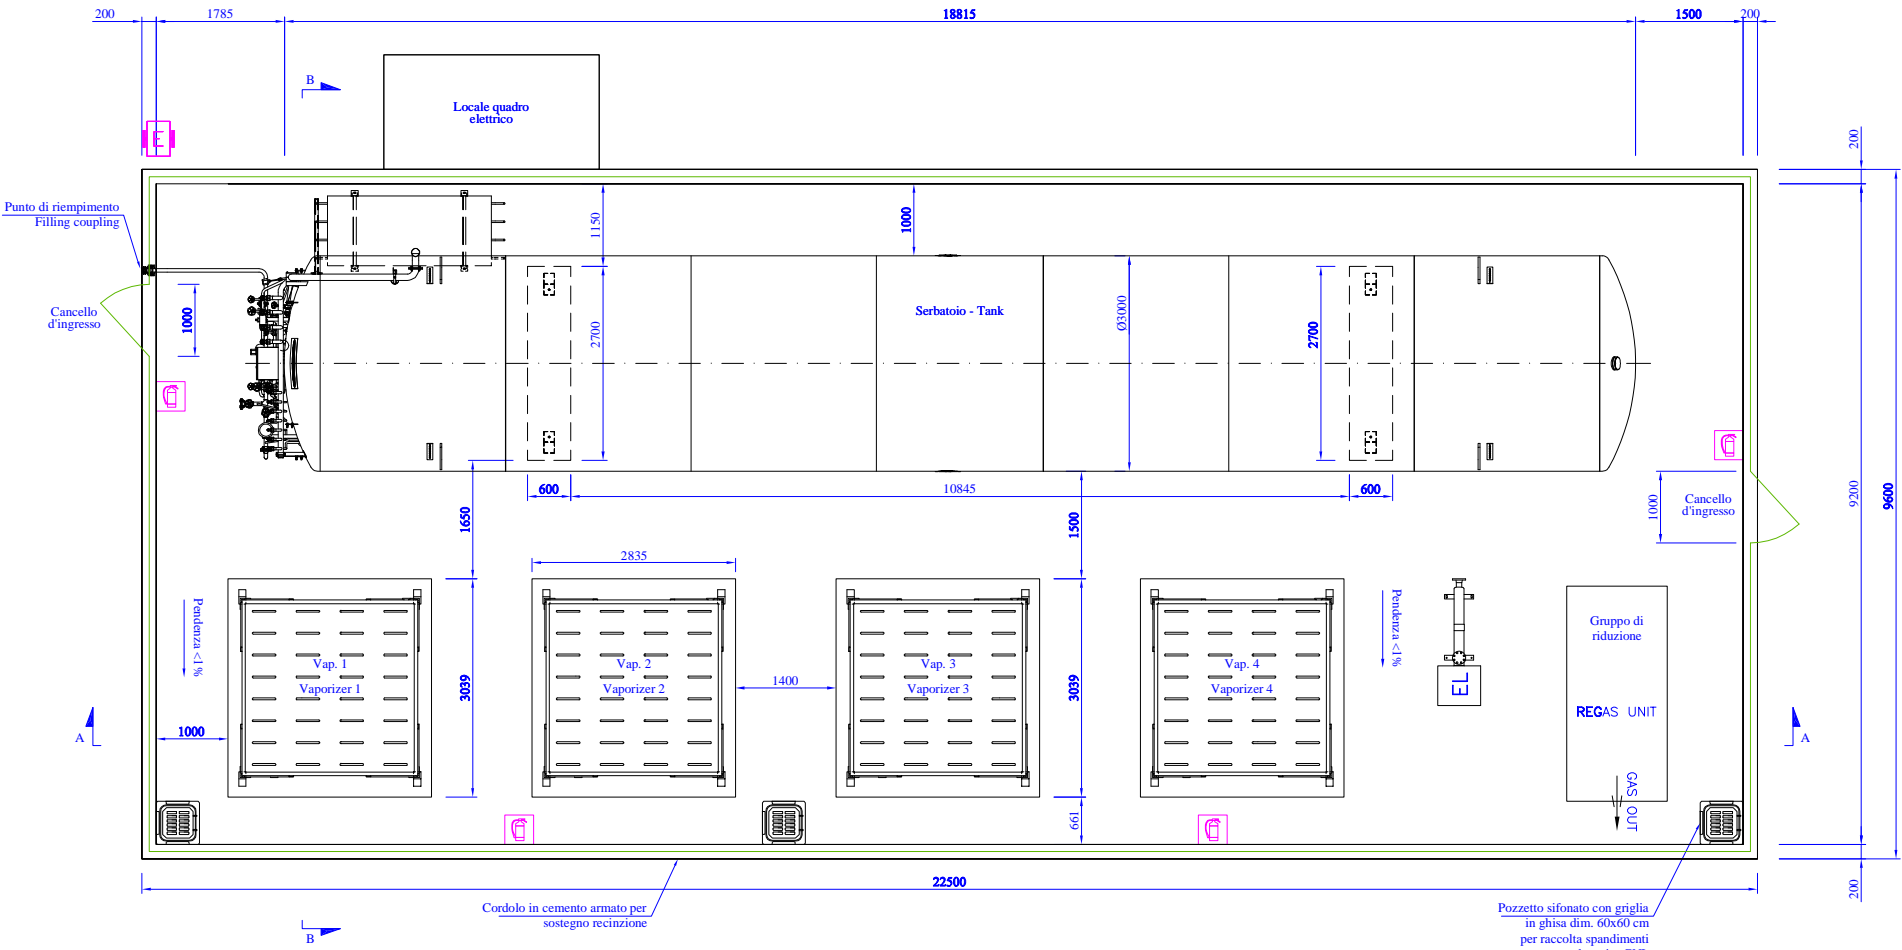 200
1785
18815
1500
200
B
Locale quadro
elettrico
E
200
Punto di riempimento
Filling coupling
1150
1000
Cancello
d'ingresso
1000
2700
Serbatoio - Tank
Ø3000
2700
600
10845
600
1650
1500
1000
Cancello
d'ingresso
9200
9600
2835
Pendenza <1%
Vap. 1
Vaporizer 1
3039
Vap. 2
Vaporizer 2
1400
Vap. 3
Vaporizer 3
3039
Vap. 4
Vaporizer 4
Pendenza <1%
EL
Gruppo di
riduzione
REGAS UNIT
GAS OUT
A
1000
A
661
22500
200
Cordolo in cemento armato per
sostegno recinzione
B
Pozzetto sifonato con griglia
in ghisa dim. 60x60 cm
per raccolta spandimenti